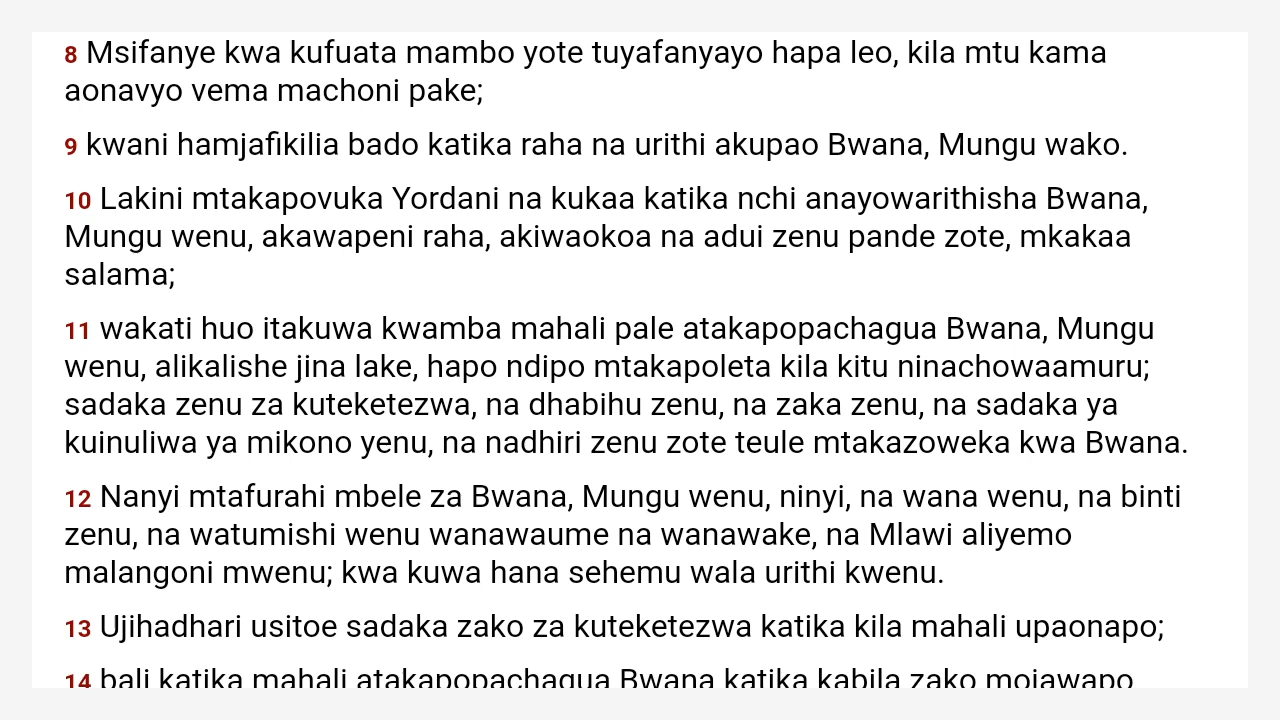 8 Msifanye kwa kufuata mambo yote tuyafanyayo hapa leo, kila mtu kama
aonavyo vema machoni pake;
9 kwani hamjafikilia bado katika raha na urithi akupao Bwana, Mungu wako.
10 Lakini mtakapovuka Yordani na kukaa katika nchi anayowarithisha Bwana,
Mungu wenu, akawapeni raha, akiwaokoa na adui zenu pande zote, mkakaa
salama;
11 wakati huo itakuwa kwamba mahali pale atakapopachagua Bwana, Mungu
wenu, alikalishe jina lake, hapo ndipo mtakapoleta kila kitu ninachowaamuru;
sadaka zenu za kuteketezwa, na dhabihu zenu, na zaka zenu, na sadaka ya
kuinuliwa ya mikono yenu, na nadhiri zenu zote teule mtakazoweka kwa Bwana.
12 Nanyi mtafurahi mbele za Bwana, Mungu wenu, ninyi, na wana wenu, na binti
zenu, na watumishi wenu wanawaume na wanawake, na Mlawi aliyemo
malangoni mwenu; kwa kuwa hana sehemu wala urithi kwenu.
13 Ujihadhari usitoe sadaka zako za kuteketezwa katika kila mahali upaonapo;
14 bali katika mahali atakapopachagua Bwana katika kabila zako mojawapo